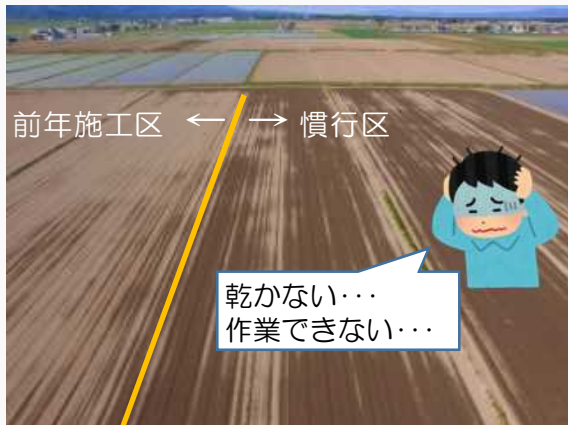 前年施工区 ← → 慣行区
乾かない・・・
作業できない・・・